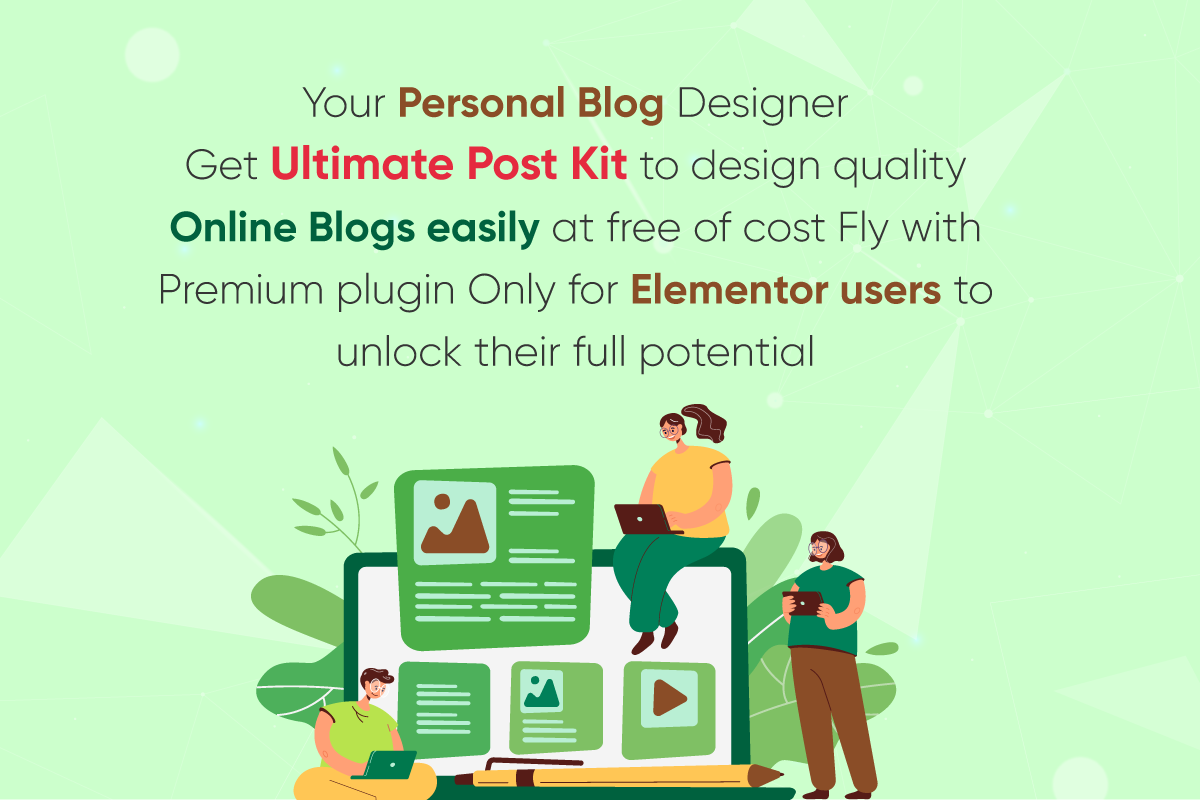 Your Personal Blog Designer
Get Ultimate Post Kit to design quality
Online Blogs easily at free of cost Fly with
Premium plugin Only for Elementor users to
unlock their full potential